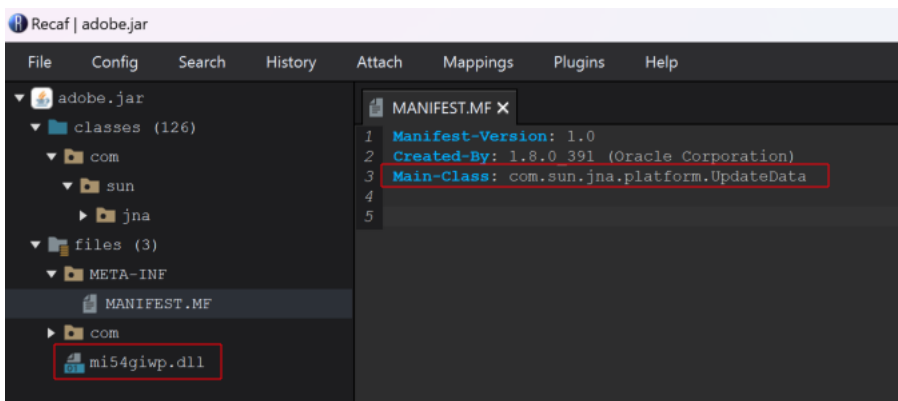 Recaf | adobe.jar
File Config Search History Attach Mappings Plugins Help
adobe.jar
classes (126)
com
sun
jna
files (3)
META-INF
MANIFEST.MF
com
mi54giwp.dll
MANIFEST.MF
1 Manifest-Version: 1.0
2 Created-By: 1.8.0_391 (Oracle Corporation)
3 Main-Class: com.sun.jna.platform.UpdateData
4
5